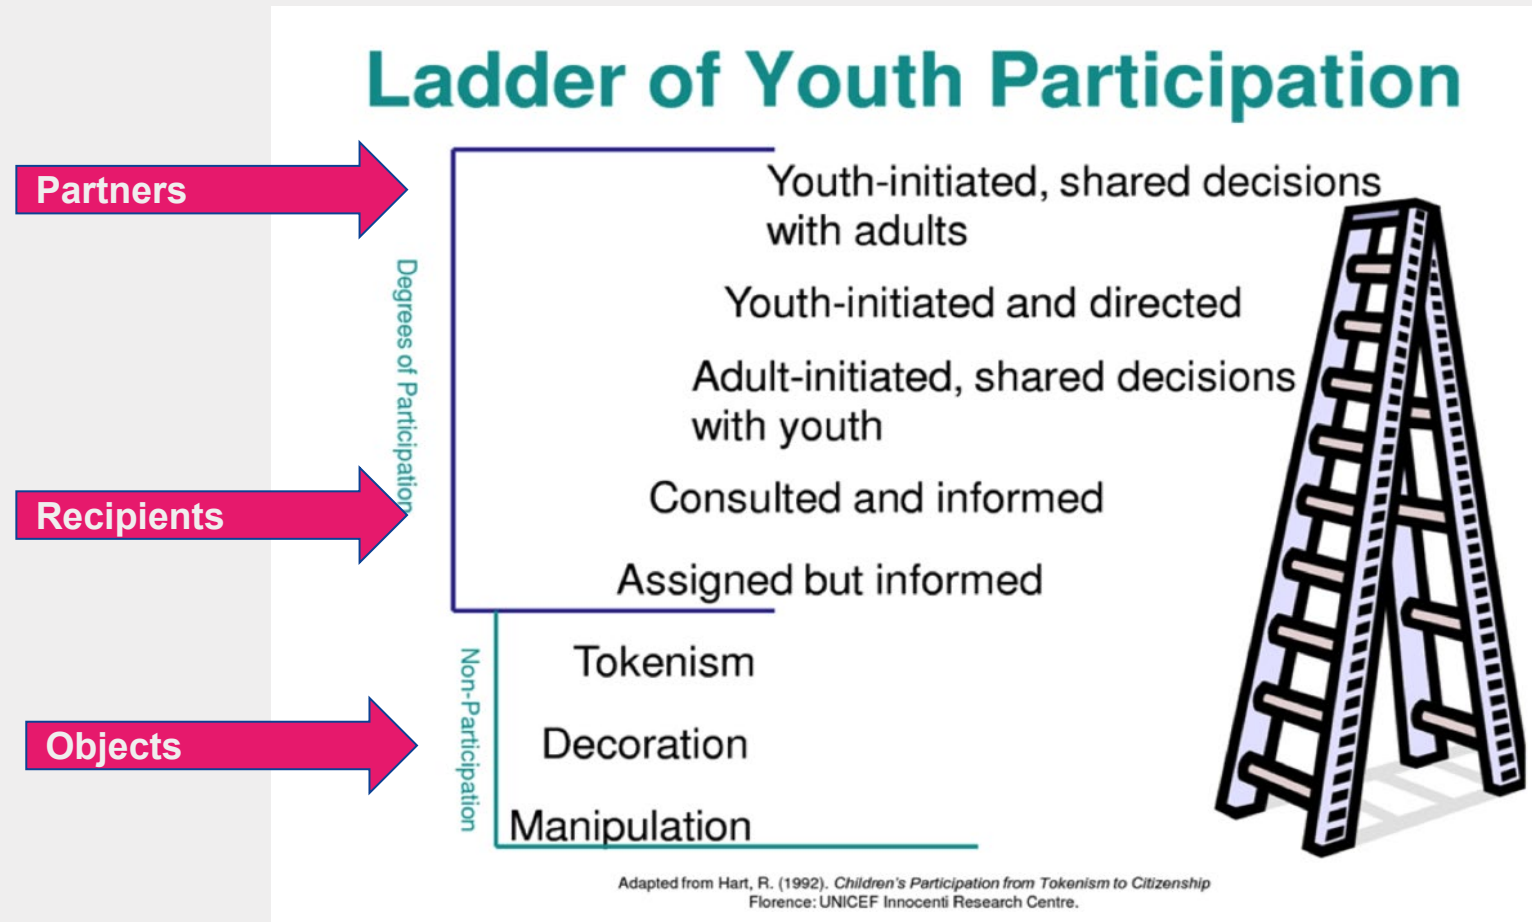 Ladder of Youth Participation
Partners
Youth-initiated, shared decisions
with adults
Degrees of Participation
Youth-initiated and directed
Adult-initiated, shared decisions
with youth
Recipients
Consulted and informed
Assigned but informed
Non-Participation
Tokenism
Objects
Decoration
Manipulation
Adapted from Hart, R. (1992). Children's Participation from Tokenism to Citizenship
Florence: UNICEF Innocenti Research Centre.